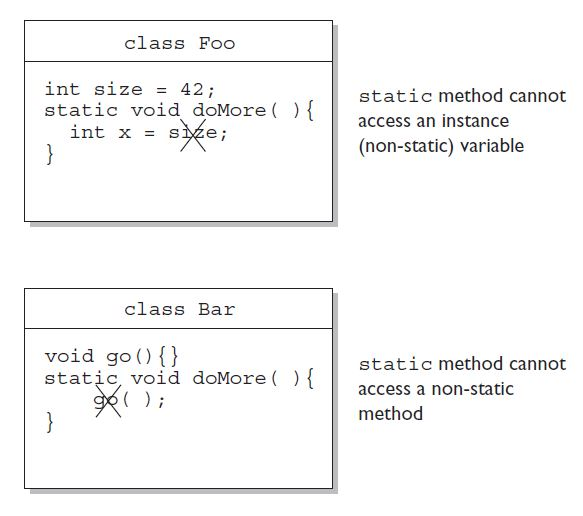 class Foo
int size = 42;
static void doMore( ){
int x = size;
}
static method cannot
access an instance
(non-static) variable
class Bar
void go(){}
static void doMore( ){
go( );
}
static method cannot
access a non-static
method